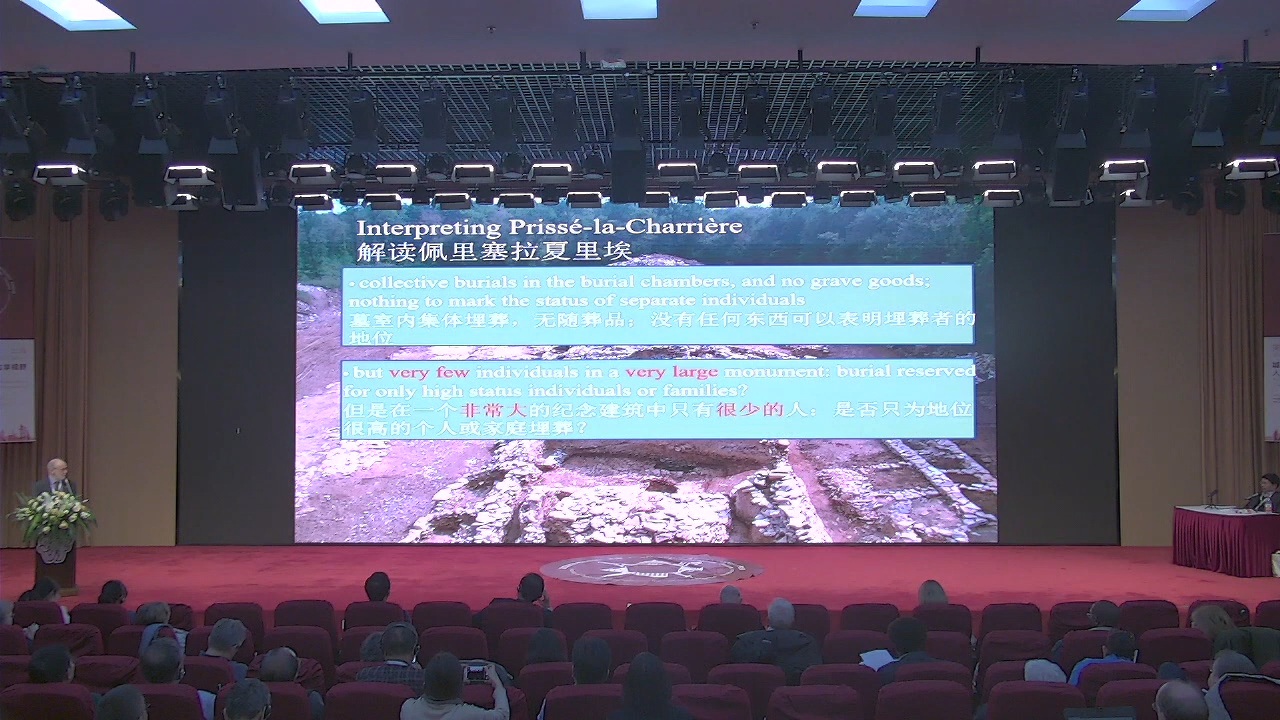 Interpreting Prissé-la-Charrière
解读佩里塞拉夏里埃
• collective burials in the burial chambers, and no grave goods;
nothing to mark the status of separate individuals
墓室内集体埋葬，无随葬品；没有任何东西可以表明埋葬者的
地位
• but very few individuals in a very large monument: burial reserved
for only high status individuals or families?
但是在一个非常大的纪念建筑中只有很少的人；是否只为地位
很高的个人或家庭埋葬？